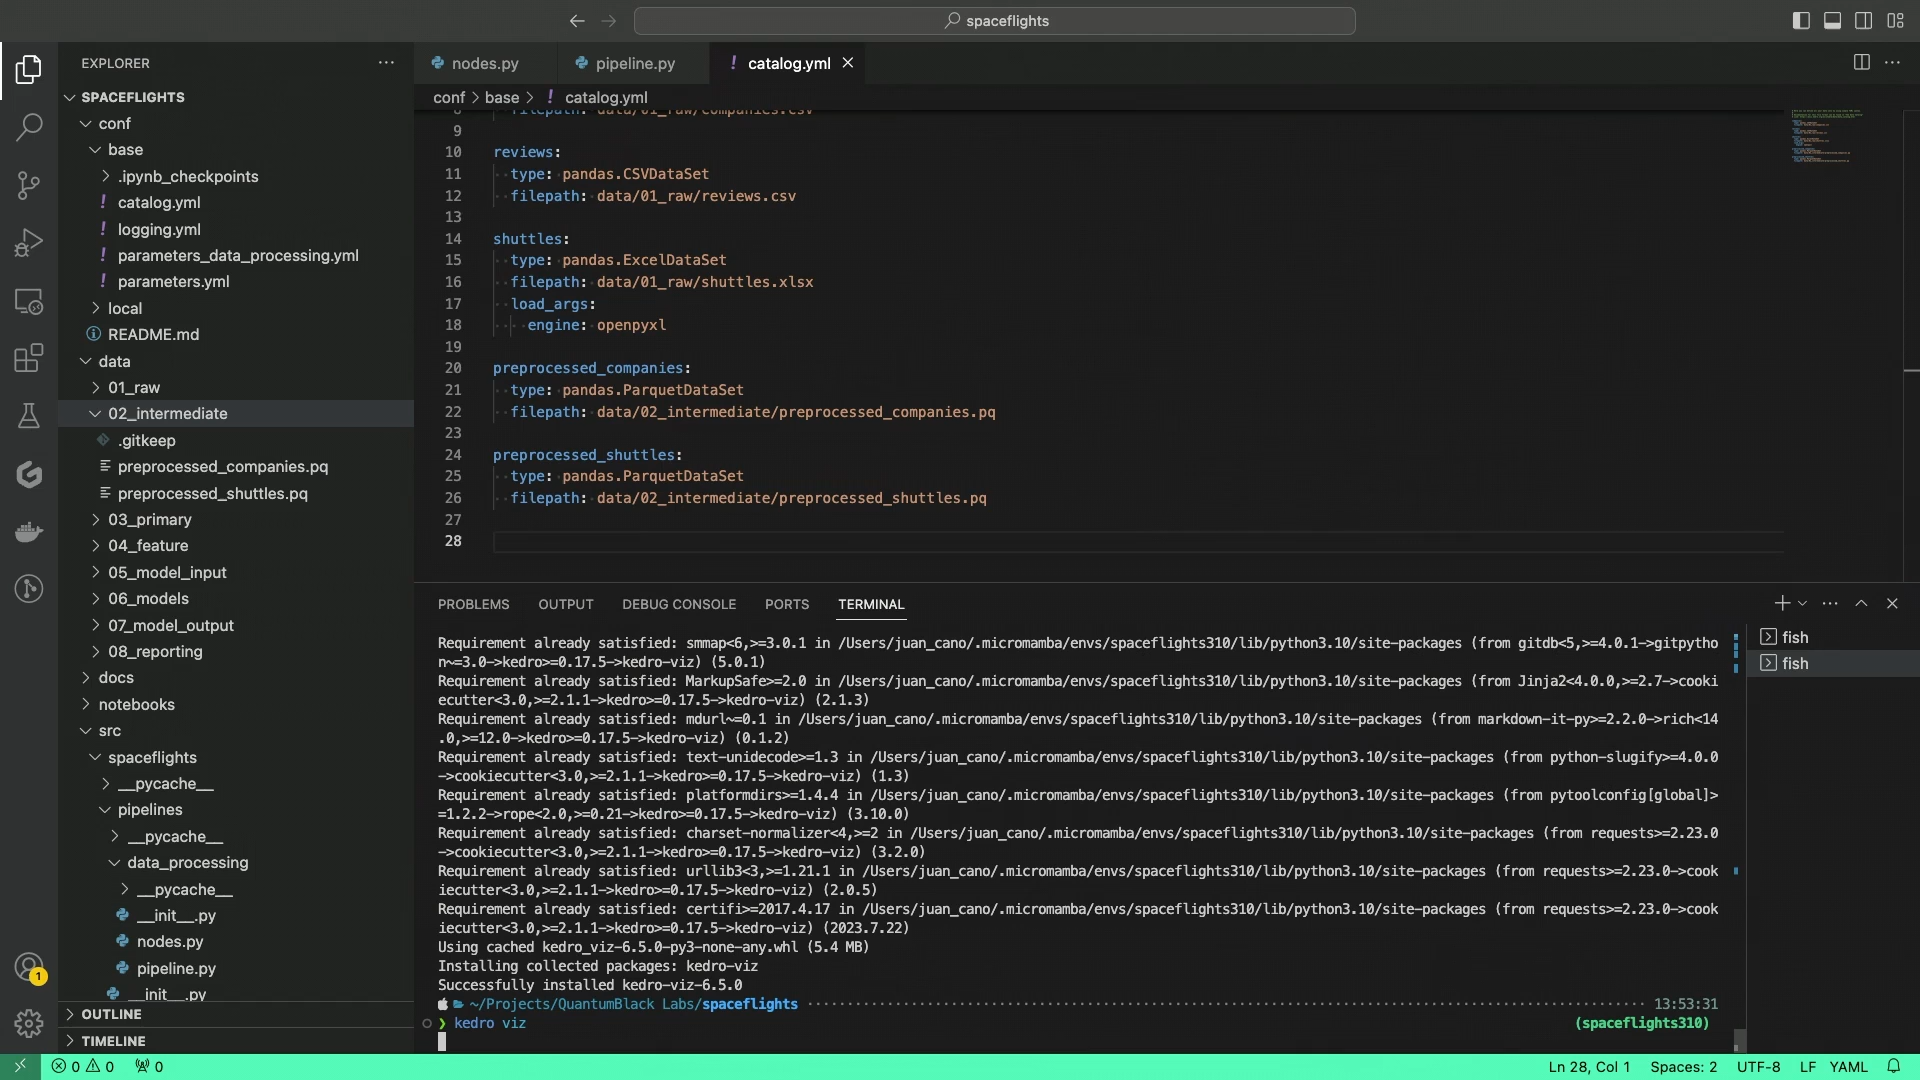 spaceflights
EXPLORER
SPACEFLIGHTS
conf
base
.ipynb_checkpoints
! catalog.yml
! logging.yml
! parameters_data_processing.yml
! parameters.yml
local
README.md
data
01_raw
02_intermediate
.gitkeep
preprocessed_companies.pq
preprocessed_shuttles.pq
03_primary
04_feature
05_model_input
06_models
07_model_output
08_reporting
docs
notebooks
src
spaceflights
__pycache__
pipelines
__pycache__
data_processing
__pycache__
__init__.py
nodes.py
pipeline.py
__init__.py
OUTLINE
TIMELINE
1
nodes.py
pipeline.py
! catalog.yml
conf > base > ! catalog.yml
8 filepath: data/01_raw/companies.csv
9
10 reviews:
11 type: pandas.CSVDataSet
12 filepath: data/01_raw/reviews.csv
13
14 shuttles:
15 type: pandas.ExcelDataSet
16 filepath: data/01_raw/shuttles.xlsx
17 load_args:
18 engine: openpyxl
19
20 preprocessed_companies:
21 type: pandas.ParquetDataSet
22 filepath: data/02_intermediate/preprocessed_companies.pq
23
24 preprocessed_shuttles:
25 type: pandas.ParquetDataSet
26 filepath: data/02_intermediate/preprocessed_shuttles.pq
27
28
PROBLEMS OUTPUT DEBUG CONSOLE PORTS TERMINAL
Requirement already satisfied: smmap<6,>=3.0.1 in /Users/juan_cano/.micromamba/envs/spaceflights310/lib/python3.10/site-packages (from gitdb<5,>=4.0.1->gitpytho
n~=3.0->kedro>=0.17.5->kedro-viz) (5.0.1)
Requirement already satisfied: MarkupSafe>=2.0 in /Users/juan_cano/.micromamba/envs/spaceflights310/lib/python3.10/site-packages (from Jinja2<4.0.0,>=2.7->cooki
ecutter<3.0,>=2.1.1->kedro>=0.17.5->kedro-viz) (2.1.3)
Requirement already satisfied: mdurl~=0.1 in /Users/juan_cano/.micromamba/envs/spaceflights310/lib/python3.10/site-packages (from markdown-it-py>=2.2.0->rich<14
.0,>=12.0->kedro>=0.17.5->kedro-viz) (0.1.2)
Requirement already satisfied: text-unidecode>=1.3 in /Users/juan_cano/.micromamba/envs/spaceflights310/lib/python3.10/site-packages (from python-slugify>=4.0.0
->cookiecutter<3.0,>=2.1.1->kedro>=0.17.5->kedro-viz) (1.3)
Requirement already satisfied: platformdirs>=1.4.4 in /Users/juan_cano/.micromamba/envs/spaceflights310/lib/python3.10/site-packages (from pytoolconfig[global]>
=1.2.2->rope<2.0,>=0.21->kedro>=0.17.5->kedro-viz) (3.10.0)
Requirement already satisfied: charset-normalizer<4,>=2 in /Users/juan_cano/.micromamba/envs/spaceflights310/lib/python3.10/site-packages (from requests>=2.23.0
->cookiecutter<3.0,>=2.1.1->kedro>=0.17.5->kedro-viz) (3.2.0)
Requirement already satisfied: urllib3<3,>=1.21.1 in /Users/juan_cano/.micromamba/envs/spaceflights310/lib/python3.10/site-packages (from requests>=2.23.0->cook
iecutter<3.0,>=2.1.1->kedro>=0.17.5->kedro-viz) (2.0.5)
Requirement already satisfied: certifi>=2017.4.17 in /Users/juan_cano/.micromamba/envs/spaceflights310/lib/python3.10/site-packages (from requests>=2.23.0->cook
iecutter<3.0,>=2.1.1->kedro>=0.17.5->kedro-viz) (2023.7.22)
Using cached kedro_viz-6.5.0-py3-none-any.whl (5.4 MB)
Installing collected packages: kedro-viz
Successfully installed kedro-viz-6.5.0
~/Projects/QuantumBlack Labs/spaceflights 13:53:31
❯ kedro viz (spaceflights310)
fish
fish
0 0 0 Ln 28, Col 1 Spaces: 2 UTF-8 LF YAML